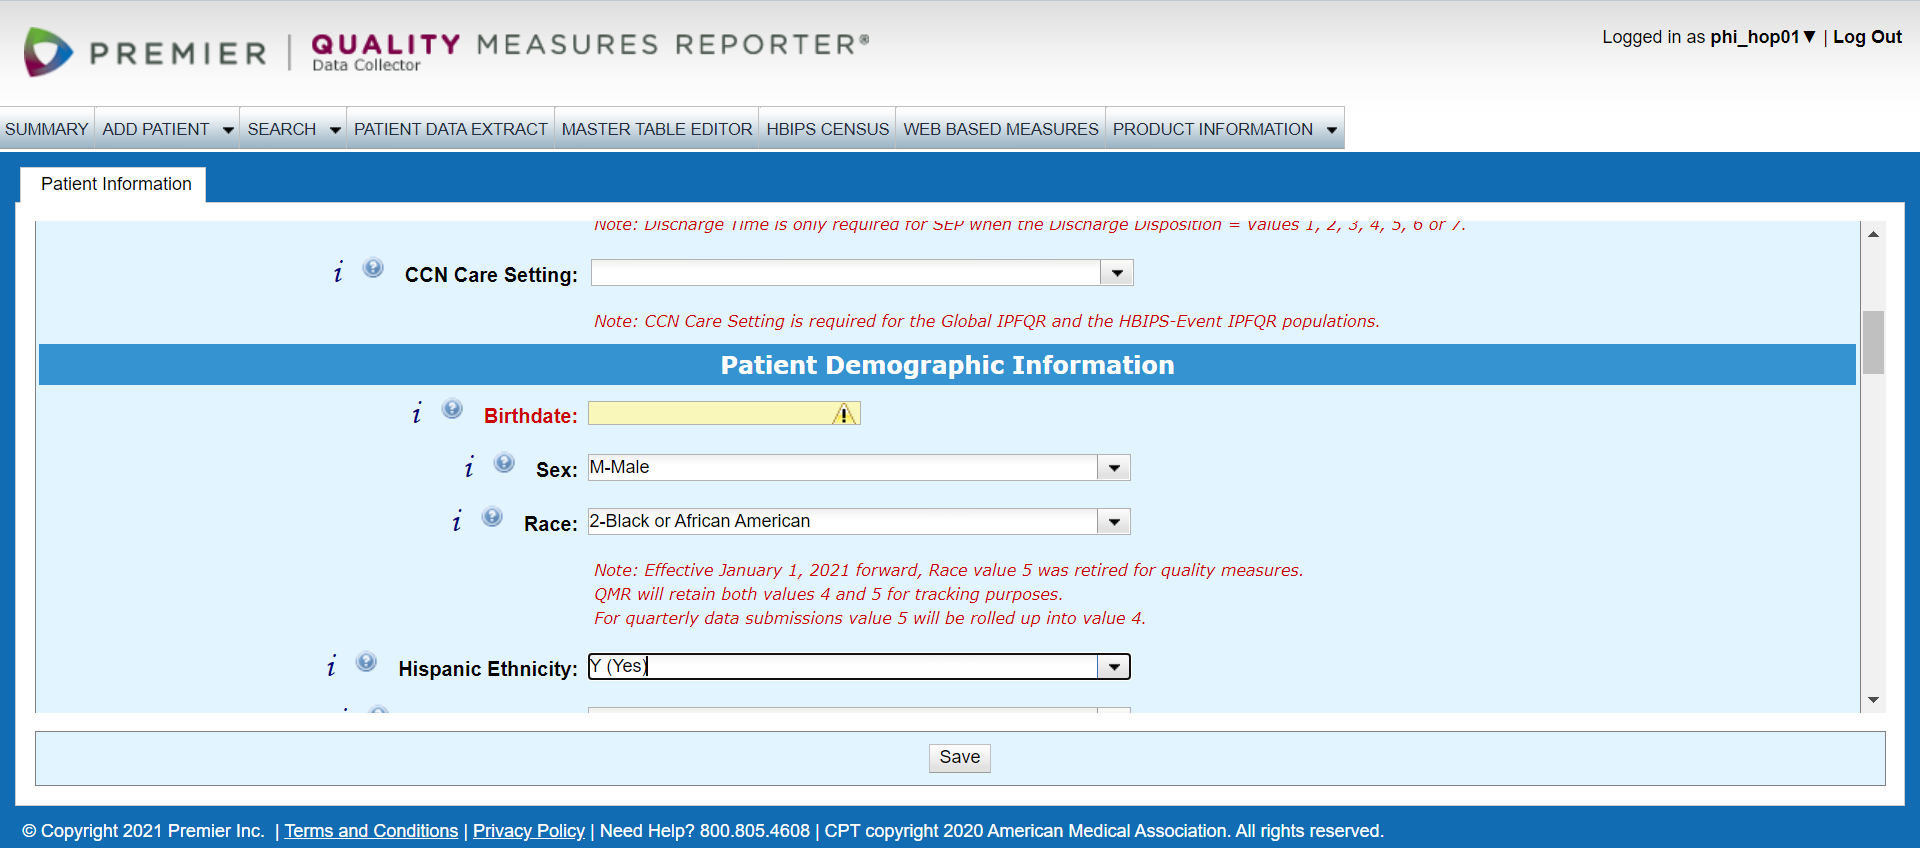 PREMIER | QUALITY MEASURES REPORTER®
Data Collector
Logged in as phi_hop01▼ | Log Out
SUMMARY ADD PATIENT SEARCH PATIENT DATA EXTRACT MASTER TABLE EDITOR HBIPS CENSUS WEB BASED MEASURES PRODUCT INFORMATION
Patient Information
Note: Discharge Time is only required for SEP when the Discharge Disposition = Values 1, 2, 3, 4, 5, 6 or 7.
i ? CCN Care Setting:
Note: CCN Care Setting is required for the Global IPFQR and the HBIPS-Event IPFQR populations.
Patient Demographic Information
i ? Birthdate: !
i ? Sex: M-Male
i ? Race: 2-Black or African American
Note: Effective January 1, 2021 forward, Race value 5 was retired for quality measures.
QMR will retain both values 4 and 5 for tracking purposes.
For quarterly data submissions value 5 will be rolled up into value 4.
i ? Hispanic Ethnicity: Y (Yes)
Save
© Copyright 2021 Premier Inc. | Terms and Conditions | Privacy Policy | Need Help? 800.805.4608 | CPT copyright 2020 American Medical Association. All rights reserved.